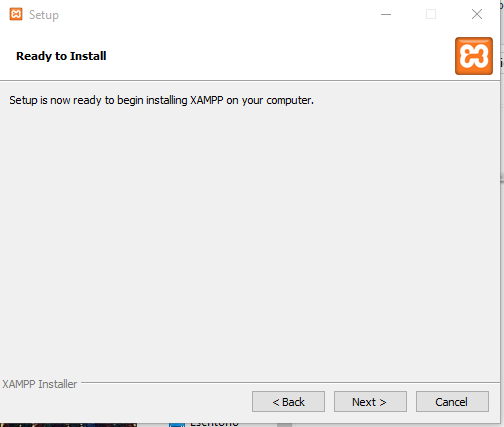 Setup
Ready to Install
Setup is now ready to begin installing XAMPP on your computer.
XAMPP Installer
< Back
Next >
Cancel
Escritorio